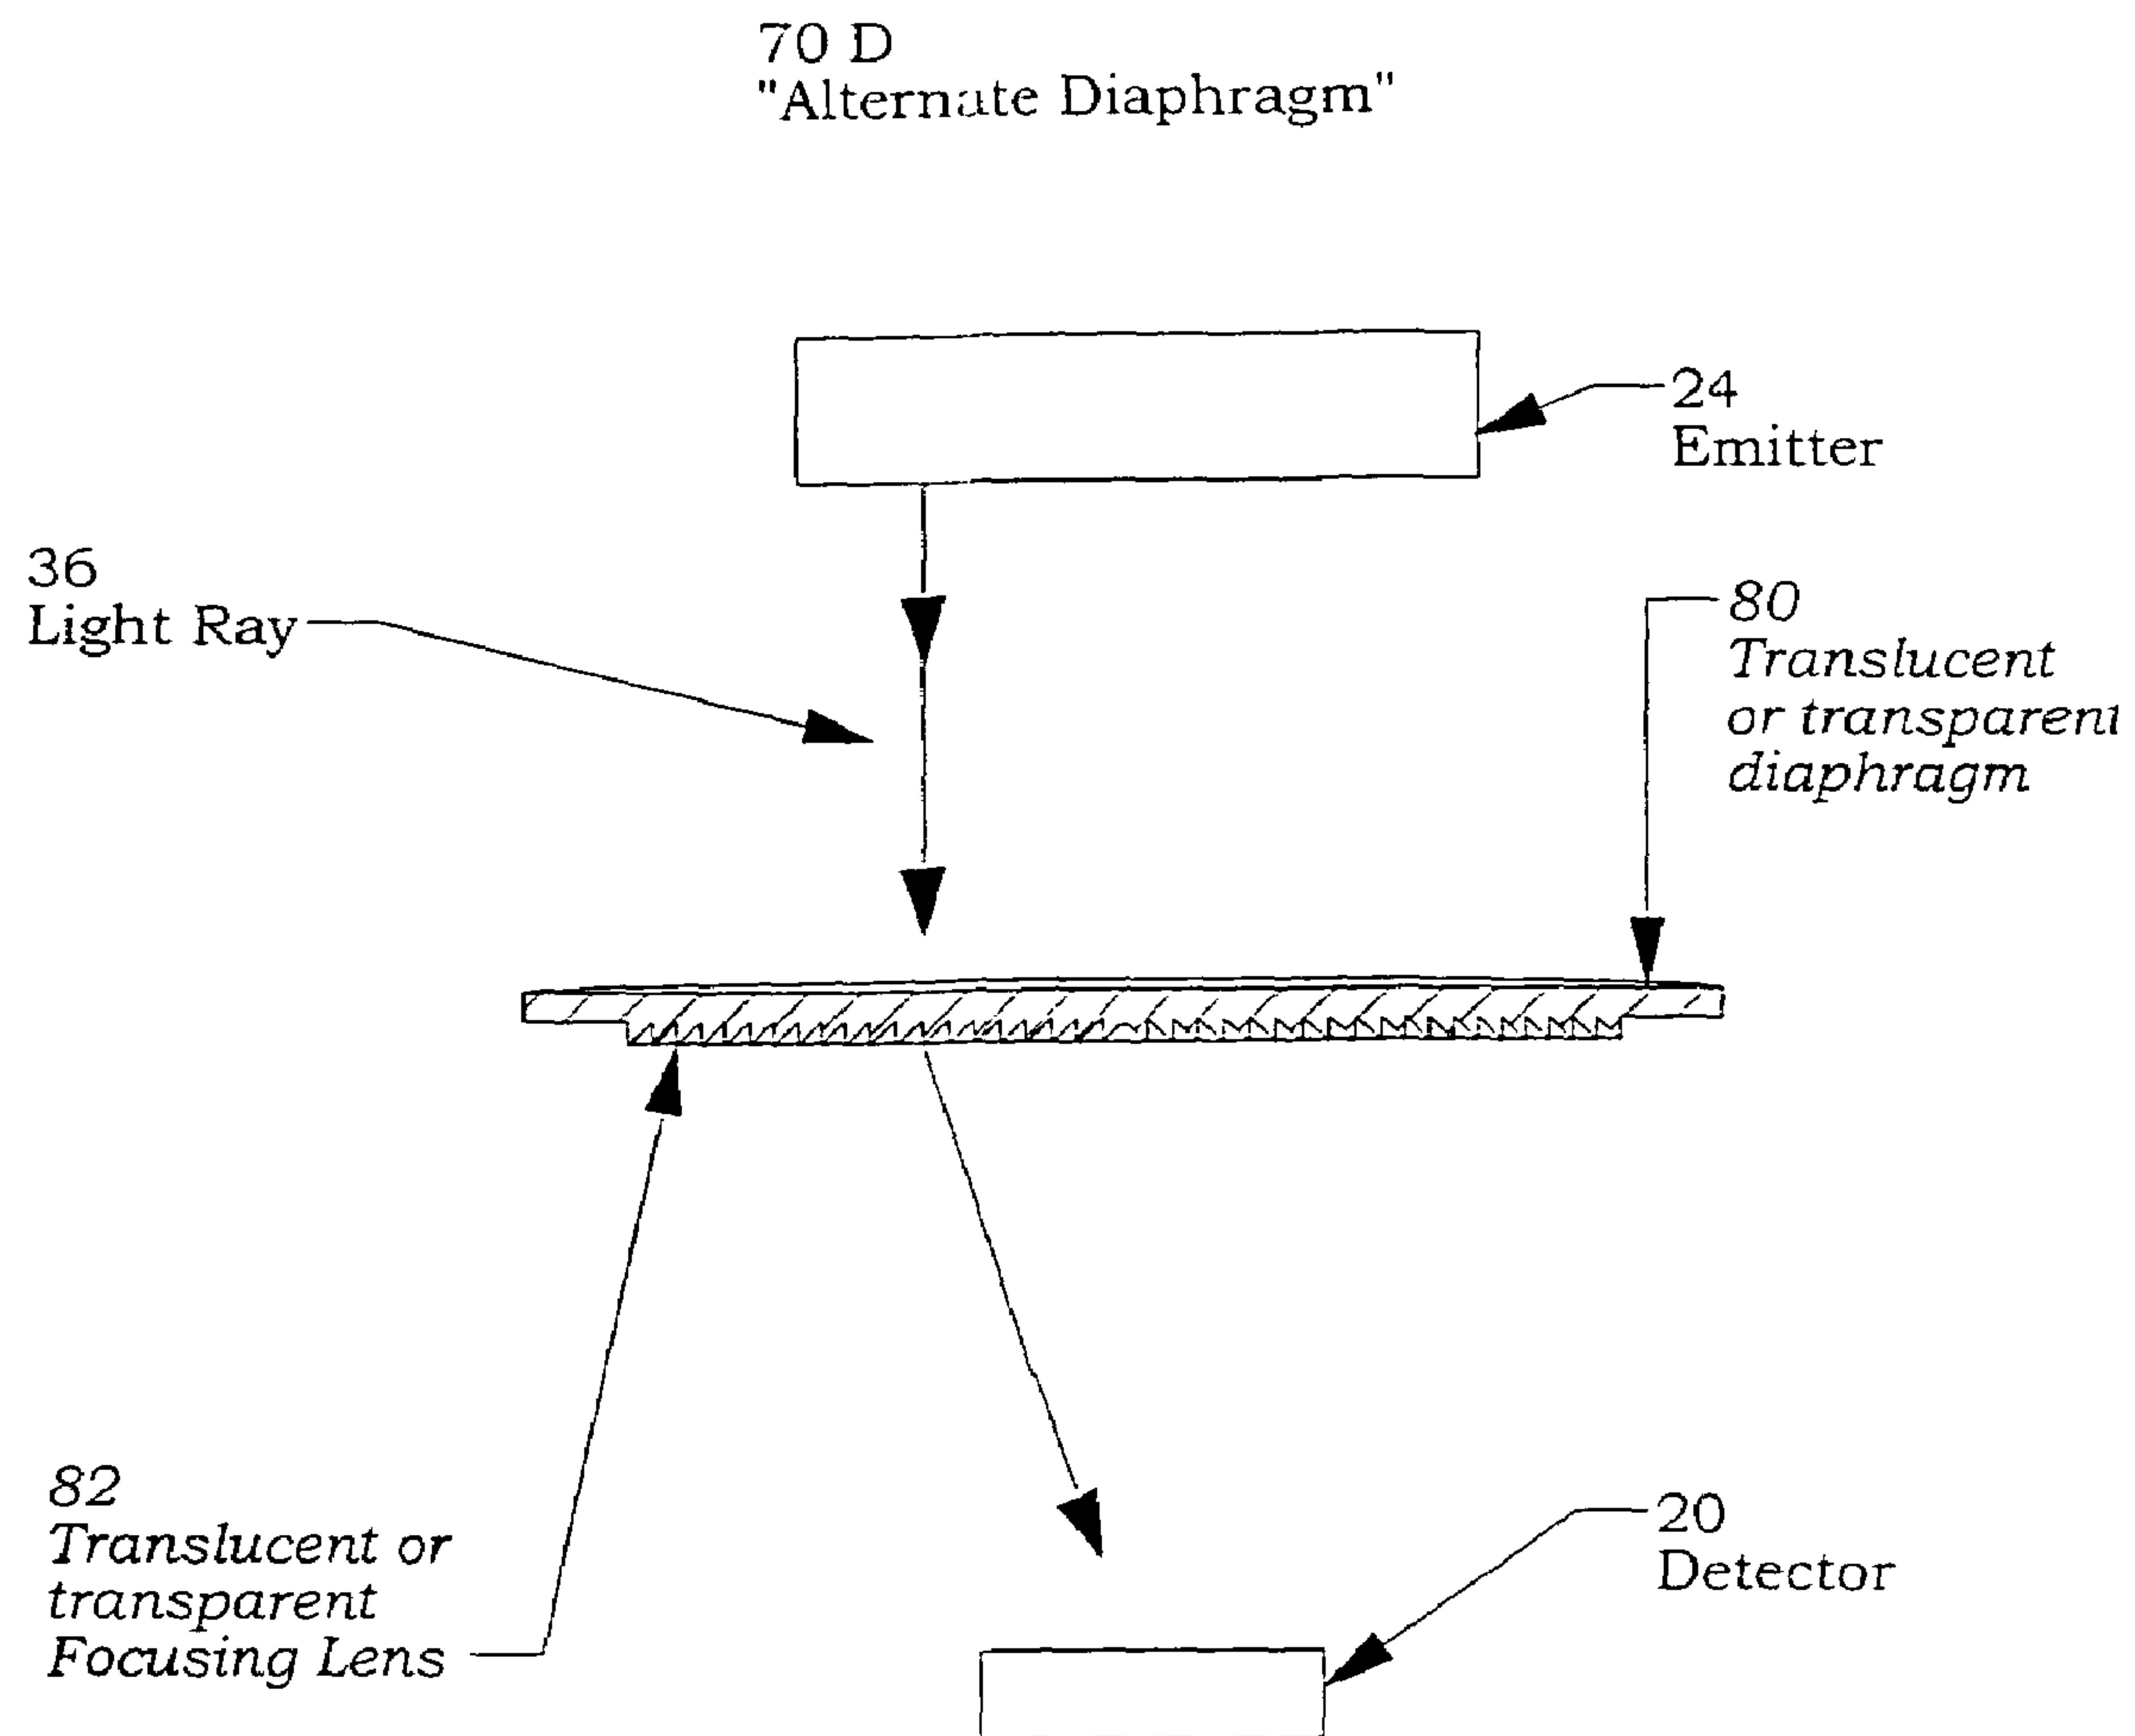 70 D
"Alternate Diaphragm"
24
Emitter
36
Light Ray
80
Translucent
or transparent
diaphragm
82
Translucent or
transparent
Focusing Lens
20
Detector